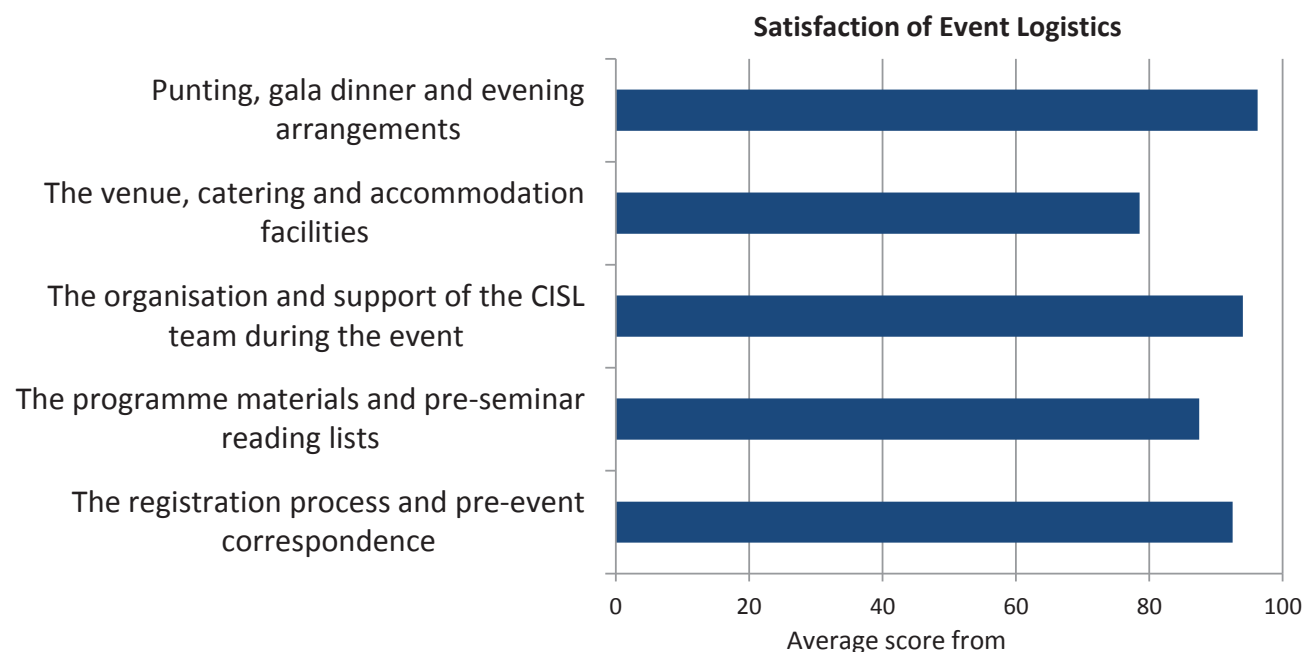 Satisfaction of Event Logistics
Punting, gala dinner and evening
arrangements
The venue, catering and accommodation
facilities
The organisation and support of the CISL
team during the event
The programme materials and pre-seminar
reading lists
The registration process and pre-event
correspondence
0 20 40 60 80 100
Average score from